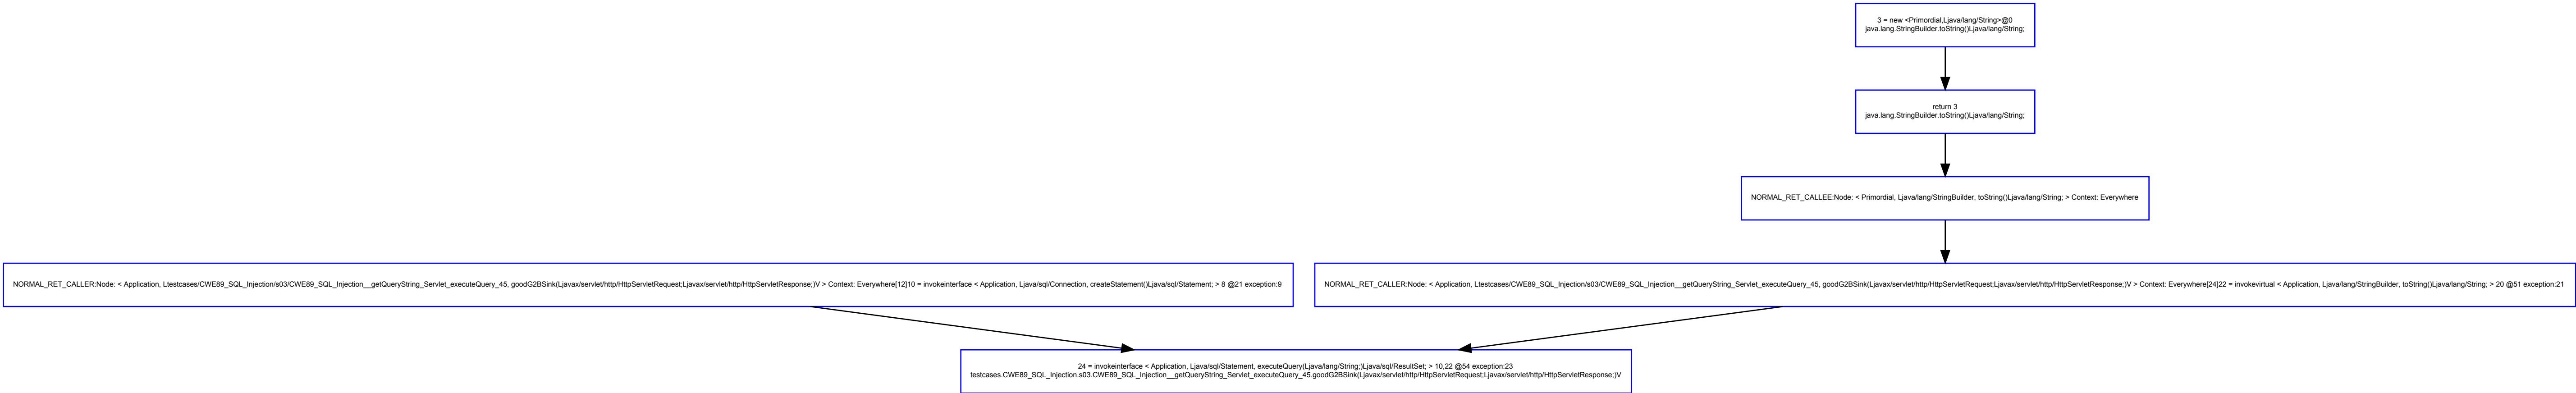 3 = new <Primordial,Ljava/lang/String>@0
java.lang.StringBuilder.toString()Ljava/lang/String;
return 3
java.lang.StringBuilder.toString()Ljava/lang/String;
NORMAL_RET_CALLEE:Node: < Primordial, Ljava/lang/StringBuilder, toString()Ljava/lang/String; > Context: Everywhere
NORMAL_RET_CALLER:Node: < Application, Ltestcases/CWE89_SQL_Injection/s03/CWE89_SQL_Injection__getQueryString_Servlet_executeQuery_45, goodG2BSink(Ljavax/servlet/http/HttpServletRequest;Ljavax/servlet/http/HttpServletResponse;)V > Context: Everywhere[12]10 = invokeinterface < Application, Ljava/sql/Connection, createStatement()Ljava/sql/Statement; > 8 @21 exception:9
NORMAL_RET_CALLER:Node: < Application, Ltestcases/CWE89_SQL_Injection/s03/CWE89_SQL_Injection__getQueryString_Servlet_executeQuery_45, goodG2BSink(Ljavax/servlet/http/HttpServletRequest;Ljavax/servlet/http/HttpServletResponse;)V > Context: Everywhere[24]22 = invokevirtual < Application, Ljava/lang/StringBuilder, toString()Ljava/lang/String; > 20 @51 exception:21
24 = invokeinterface < Application, Ljava/sql/Statement, executeQuery(Ljava/lang/String;)Ljava/sql/ResultSet; > 10,22 @54 exception:23
testcases.CWE89_SQL_Injection.s03.CWE89_SQL_Injection__getQueryString_Servlet_executeQuery_45.goodG2BSink(Ljavax/servlet/http/HttpServletRequest;Ljavax/servlet/http/HttpServletResponse;)V